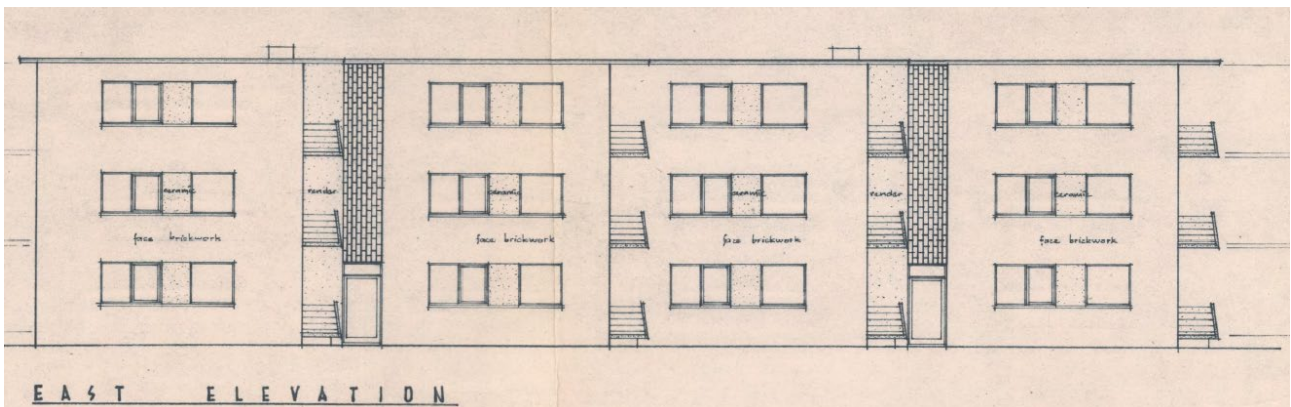 ceramic render ceramic ceramic render ceramic
face brickwork face brickwork face brickwork face brickwork
EAST ELEVATION